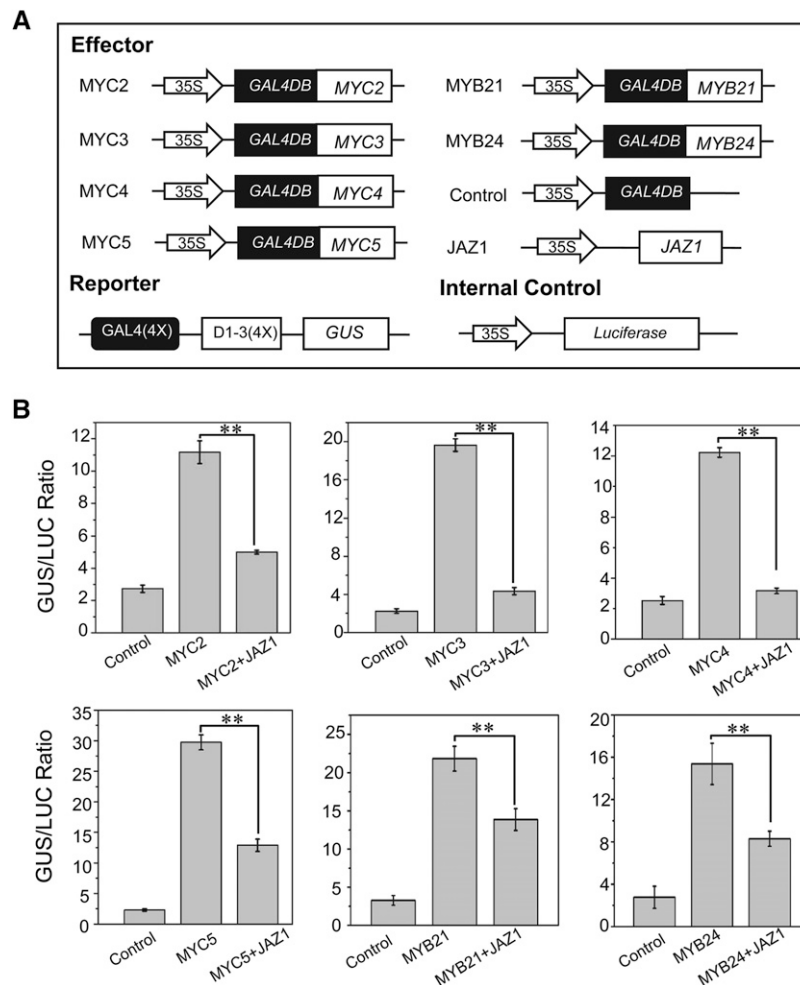 A
Effector
MYC2 35S GAL4DB MYC2
MYC3 35S GAL4DB MYC3
MYC4 35S GAL4DB MYC4
MYC5 35S GAL4DB MYC5
MYB21 35S GAL4DB MYB21
MYB24 35S GAL4DB MYB24
Control 35S GAL4DB
JAZ1 35S JAZ1
Reporter
GAL4(4X) D1-3(4X) GUS
Internal Control
35S Luciferase
B
GUS/LUC Ratio
12
10
8
6
4
2
0
**
Control MYC2 MYC2+JAZ1
20
16
12
8
4
0
**
Control MYC3 MYC3+JAZ1
14
12
10
8
6
4
2
0
**
Control MYC4 MYC4+JAZ1
GUS/LUC Ratio
35
30
25
20
15
10
5
0
**
Control MYC5 MYC5+JAZ1
25
20
15
10
5
0
**
Control MYB21 MYB21+JAZ1
20
16
12
8
4
0
**
Control MYB24 MYB24+JAZ1